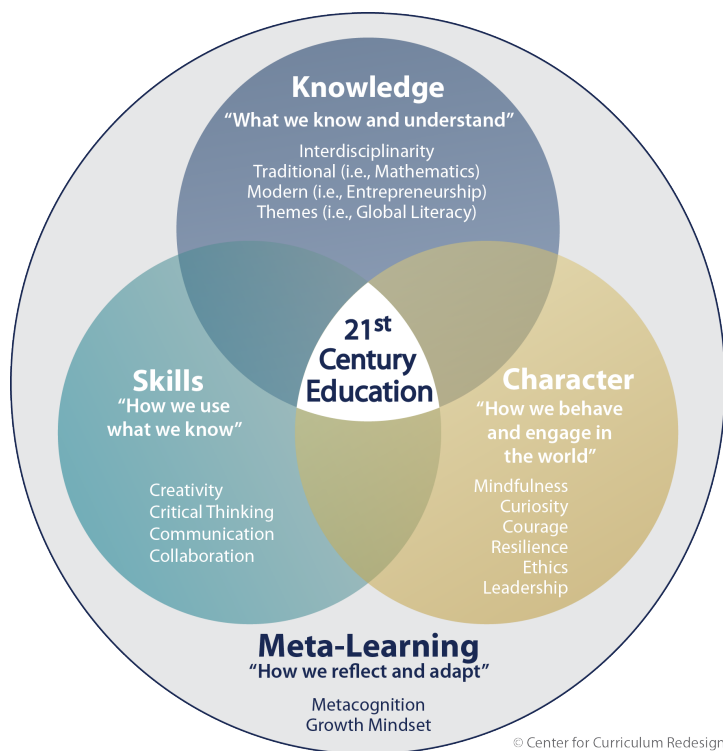 Knowledge
“What we know and understand”
Interdisciplinarity
Traditional (i.e., Mathematics)
Modern (i.e., Entrepreneurship)
Themes (i.e., Global Literacy)
21st
Century
Education
Skills
“How we use
what we know”
Creativity
Critical Thinking
Communication
Collaboration
Character
“How we behave
and engage in
the world”
Mindfulness
Curiosity
Courage
Resilience
Ethics
Leadership
Meta-Learning
“How we reflect and adapt”
Metacognition
Growth Mindset
© Center for Curriculum Redesign